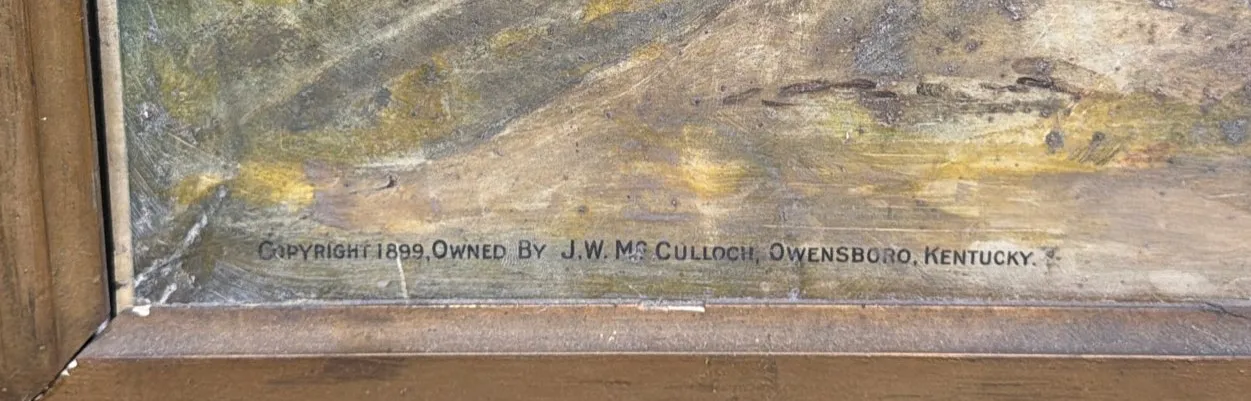 COPYRIGHT 1899, OWNED BY J.W. MC CULLOCH, OWENSBORO, KENTUCKY.